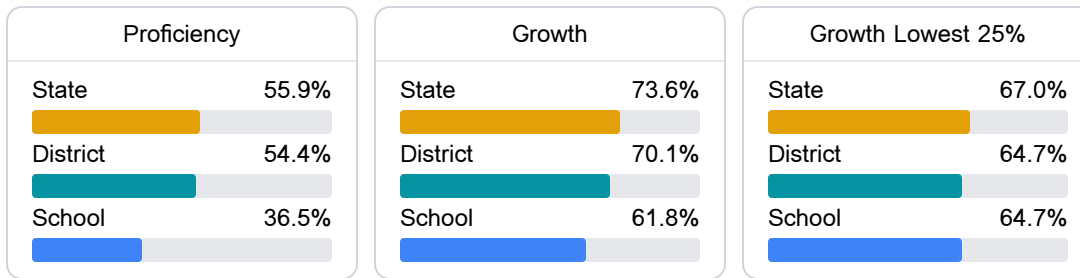 Proficiency
State 55.9%
District 54.4%
School 36.5%
Growth
State 73.6%
District 70.1%
School 61.8%
Growth Lowest 25%
State 67.0%
District 64.7%
School 64.7%